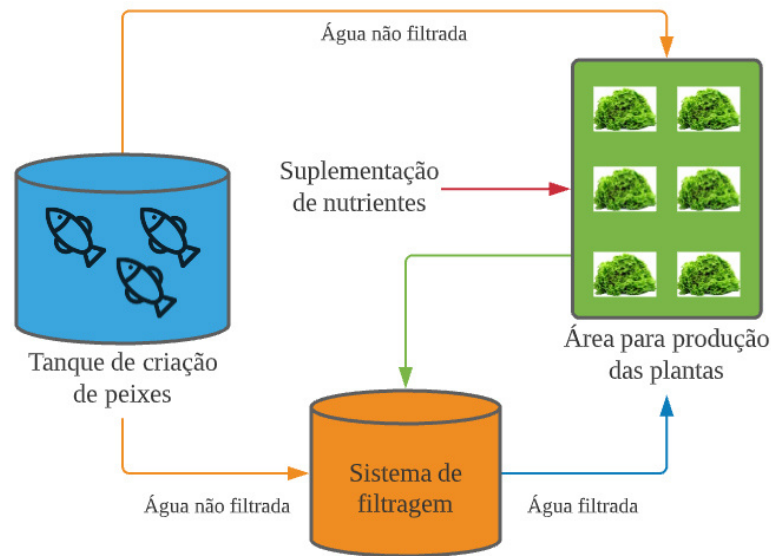 Água não filtrada
Suplementação
de nutrientes
Tanque de criação
de peixes
Área para produção
das plantas
Sistema de
filtragem
Água não filtrada
Água filtrada